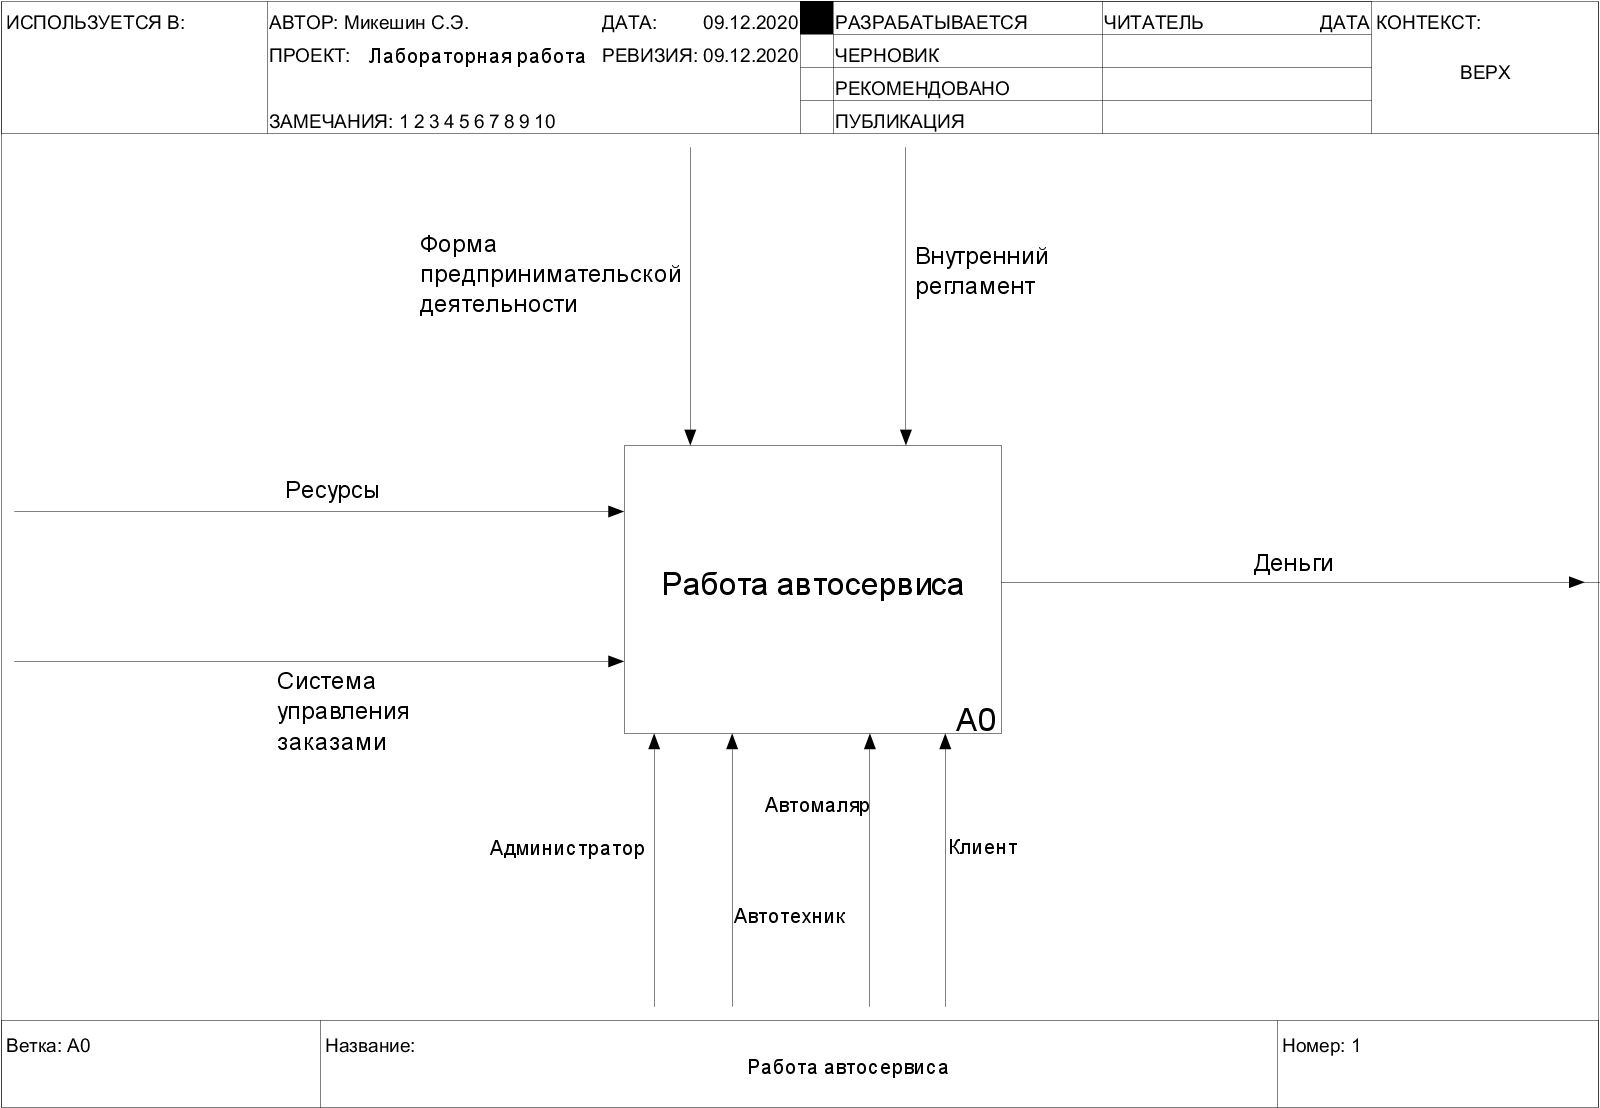 ИСПОЛЬЗУЕТСЯ В:
АВТОР: Микешин С.Э.
ДАТА: 09.12.2020
ПРОЕКТ: Лабораторная работа
РЕВИЗИЯ: 09.12.2020
ЗАМЕЧАНИЯ: 1 2 3 4 5 6 7 8 9 10
РАЗРАБАТЫВАЕТСЯ
ЧЕРНОВИК
РЕКОМЕНДОВАНО
ПУБЛИКАЦИЯ
ЧИТАТЕЛЬ
ДАТА
КОНТЕКСТ:
ВЕРХ
Форма
предпринимательской
деятельности
Внутренний
регламент
Ресурсы
Работа автосервиса
Деньги
Система
управления
заказами
A0
Автомаляр
Администратор
Клиент
Автотехник
Ветка: A0
Название:
Работа автосервиса
Номер: 1